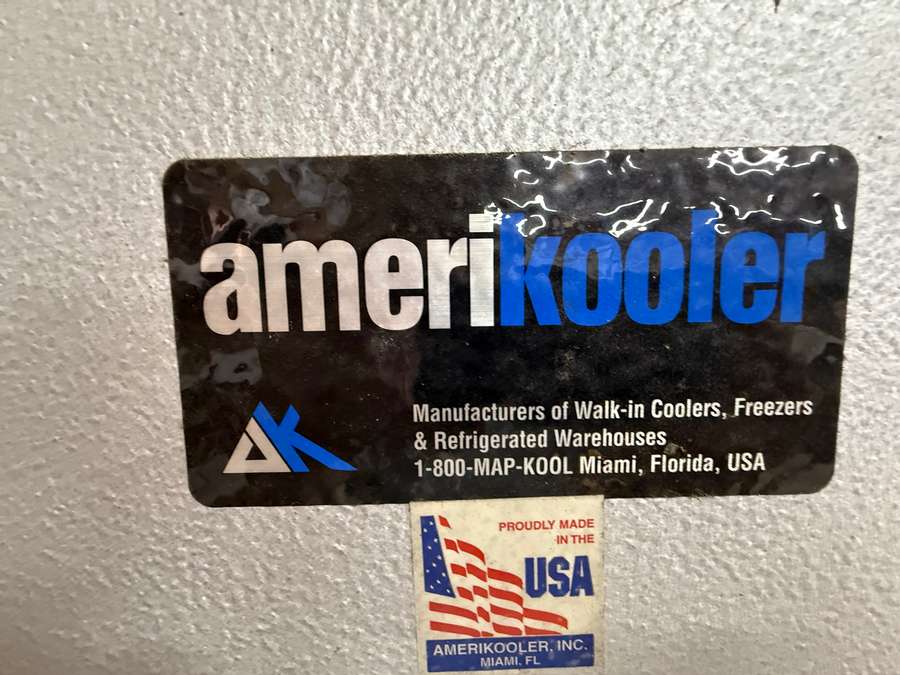 amerikooler
AK
Manufacturers of Walk-in Coolers, Freezers
& Refrigerated Warehouses
1-800-MAP-KOOL Miami, Florida, USA
PROUDLY MADE
IN THE
USA
AMERIKOOLER, INC.
MIAMI, FL